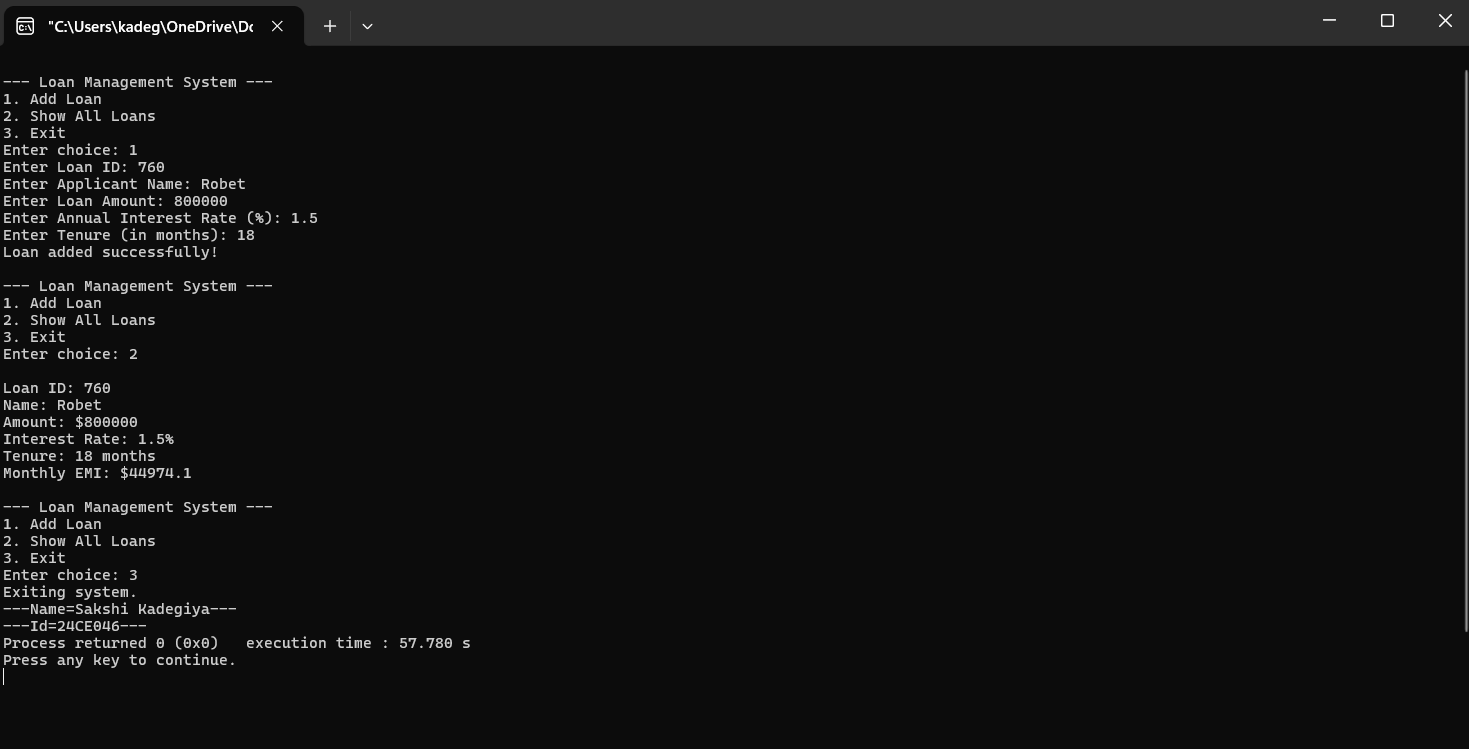 "C:\Users\kadeg\OneDrive\Dc
--- Loan Management System ---
1. Add Loan
2. Show All Loans
3. Exit
Enter choice: 1
Enter Loan ID: 760
Enter Applicant Name: Robet
Enter Loan Amount: 800000
Enter Annual Interest Rate (%): 1.5
Enter Tenure (in months): 18
Loan added successfully!
--- Loan Management System ---
1. Add Loan
2. Show All Loans
3. Exit
Enter choice: 2
Loan ID: 760
Name: Robet
Amount: $800000
Interest Rate: 1.5%
Tenure: 18 months
Monthly EMI: $44974.1
--- Loan Management System ---
1. Add Loan
2. Show All Loans
3. Exit
Enter choice: 3
Exiting system.
---Name=Sakshi Kadegiya---
---Id=24CE046---
Process returned 0 (0x0)   execution time : 57.780 s
Press any key to continue.